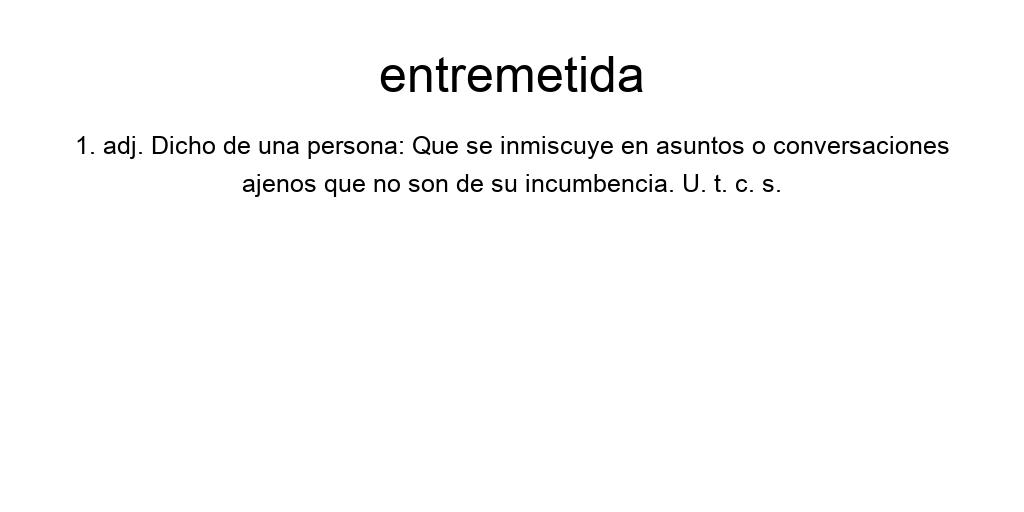 entremetida
1. adj. Dicho de una persona: Que se inmiscuye en asuntos o conversaciones
ajenos que no son de su incumbencia. U. t. c. s.